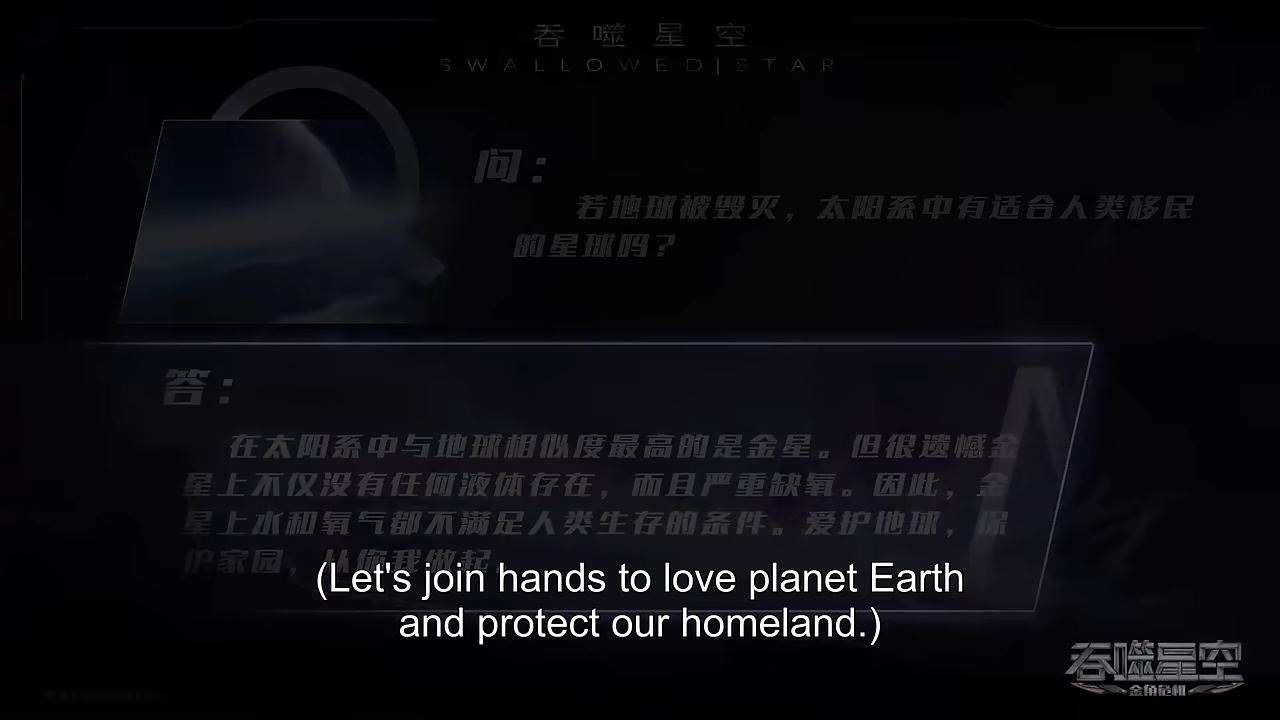 吞噬星空
SWALLOWED|STAR
问：
若地球被毁灭，太阳系中有适合人类移民
的星球吗？
答：
在太阳系中与地球相似度最高的是金星。但很遗憾金
星上不仅没有任何液体存在，而且严重缺氧。因此，金
星上水和氧气都不满足人类生存的条件。爱护地球，保
护家园，从你我做起。
(Let's join hands to love planet Earth
and protect our homeland.)
吞噬星空
金角危机